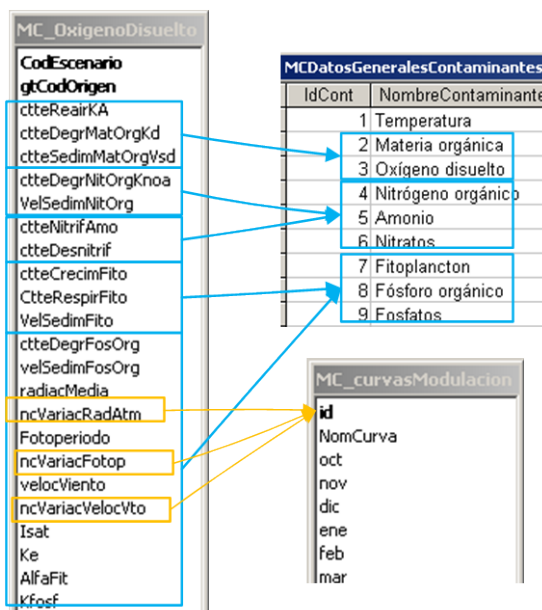 MC_OxigenoDisuelto
CodEscenario
gtCodOrigen
ctteReairKA
ctteDegrMatOrgKd
ctteSedimMatOrgVsd
ctteDegrNitOrgKnoa
VelSedimNitOrg
ctteNitrifAmo
ctteDesnitrif
ctteCrecimFito
CtteRespirFito
VelSedimFito
ctteDegrFosOrg
velSedimFosOrg
radiacMedia
ncVariacRadAtm
Fotoperiodo
ncVariacFotop
velocViento
ncVariacVelocVto
Isat
Ke
AlfaFit
Kfosf
MCDatosGeneralesContaminantes
IdCont NombreContaminante
1 Temperatura
2 Materia orgánica
3 Oxígeno disuelto
4 Nitrógeno orgánico
5 Amonio
6 Nitratos
7 Fitoplancton
8 Fósforo orgánico
9 Fosfatos
MC_curvasModulacion
id
NomCurva
oct
nov
dic
ene
feb
mar